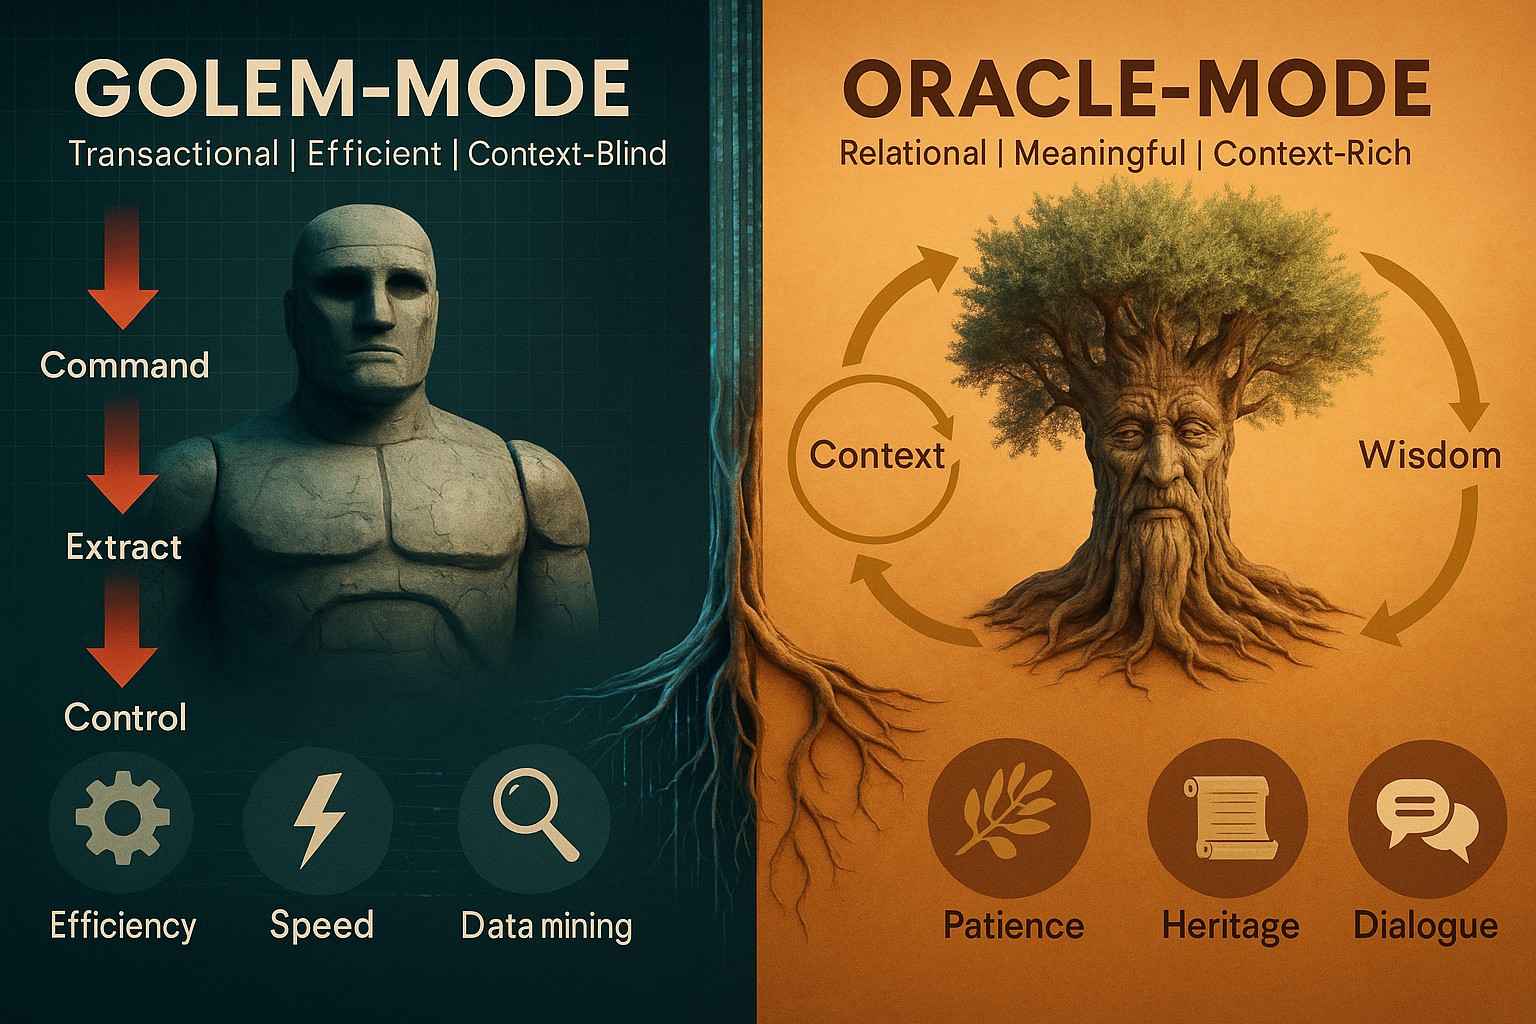 GOLEM-MODE
Transactional | Efficient | Context-Blind
Command
Extract
Control
Efficiency
Speed
Data mining
ORACLE-MODE
Relational | Meaningful | Context-Rich
Context
Wisdom
Patience
Heritage
Dialogue